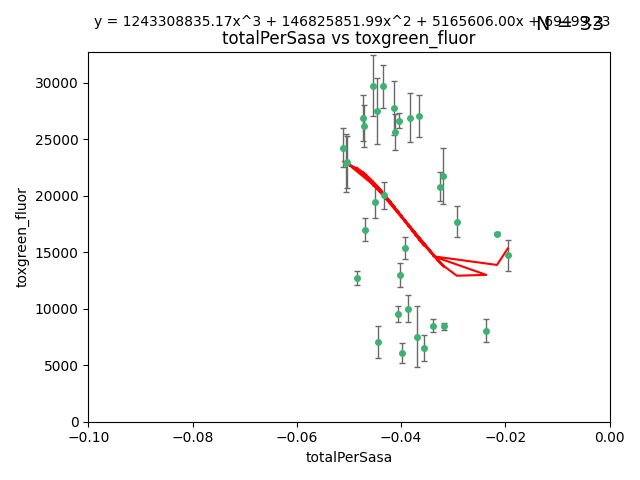 y = 1243308835.17x^3 + 146825851.99x^2 + 5165606.00x +
N = 33
totalPerSasa vs toxgreen_fluor
30000
25000
20000
15000
10000
5000
0
toxgreen_fluor
−0.10 −0.08 −0.06 −0.04 −0.02 0.00
totalPerSasa